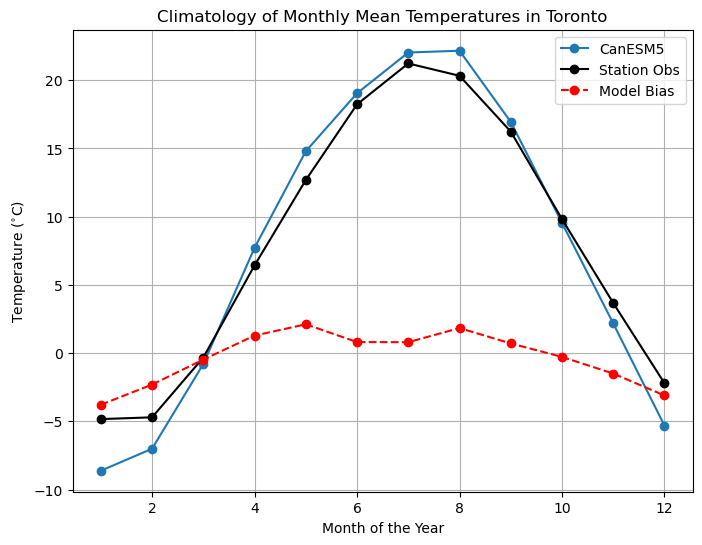 Climatology of Monthly Mean Temperatures in Toronto
CanESM5
Station Obs
Model Bias
Temperature (°C)
20
15
10
5
0
−5
−10
2
4
6
8
10
12
Month of the Year